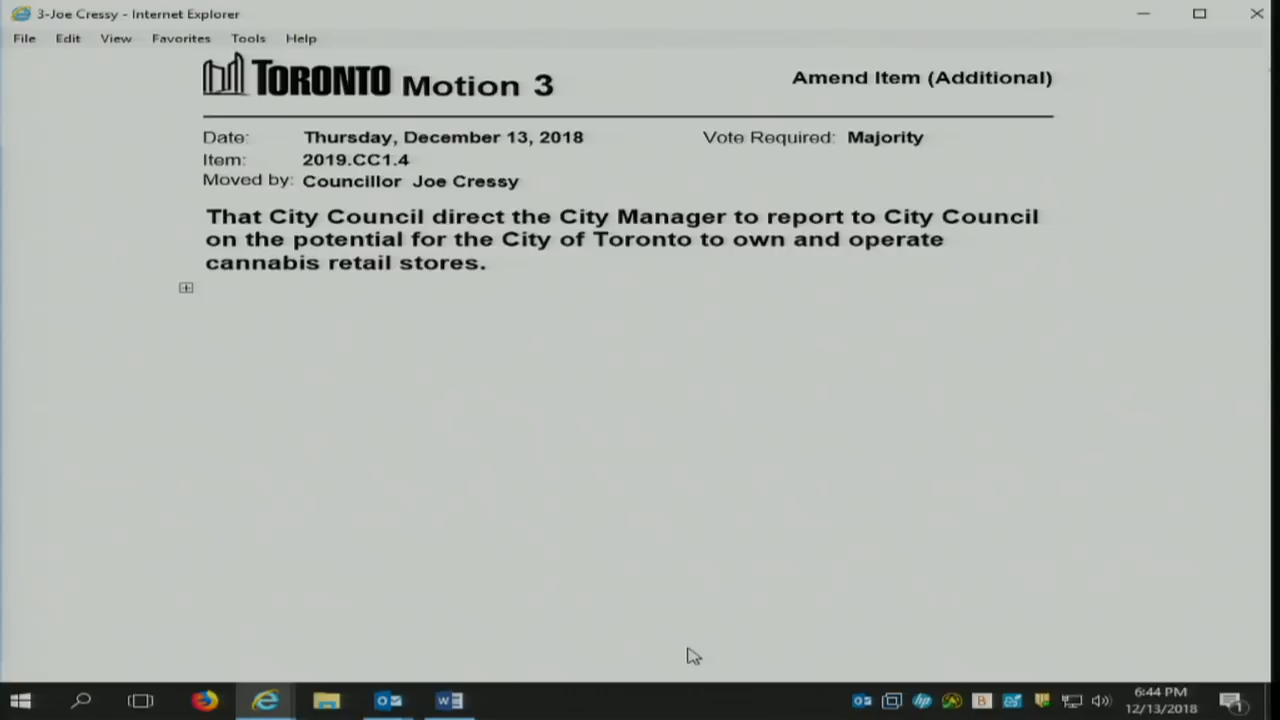 3-Joe Cressy - Internet Explorer
File Edit View Favorites Tools Help
TORONTO Motion 3
Amend Item (Additional)
Date: Thursday, December 13, 2018 Vote Required: Majority
Item: 2019.CC1.4
Moved by: Councillor Joe Cressy
That City Council direct the City Manager to report to City Council
on the potential for the City of Toronto to own and operate
cannabis retail stores.
6:44 PM
12/13/2018